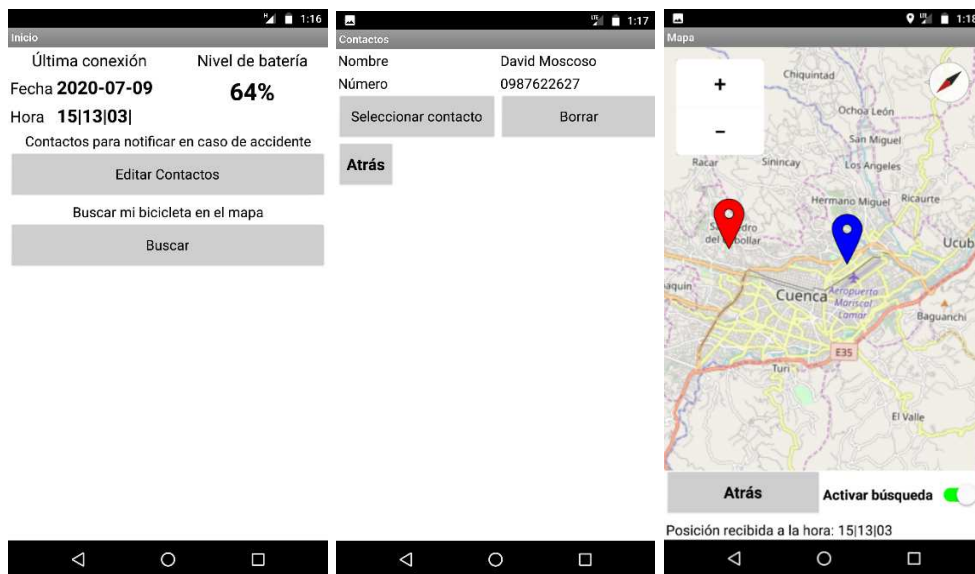 1:16
Inicio
Última conexión Nivel de batería
Fecha 2020-07-09 64%
Hora 15|13|03|
Contactos para notificar en caso de accidente
Editar Contactos
Buscar mi bicicleta en el mapa
Buscar
1:17
Contactos
Nombre David Moscoso
Número 0987622627
Seleccionar contacto Borrar
Atrás
1:18
Mapa
+
−
Chiquintad
Ochoa León
San Miguel
Racar Sinincay Los Angeles
Hermano Miguel Ricaurte
Ucub
aquin
Cuenca
Aeropuerto
Mariscal
Lamar
Baguanchi
E35
Turi
El Valle
Atrás Activar búsqueda
Posición recibida a la hora: 15|13|03